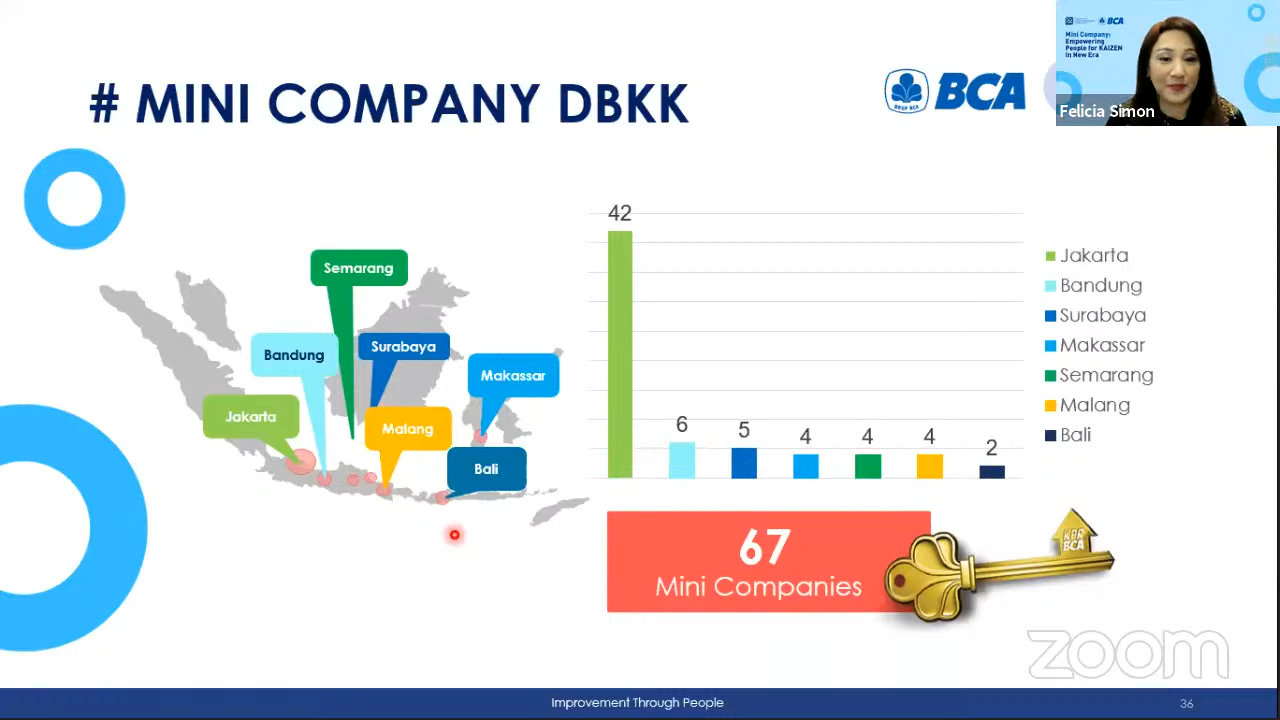 # MINI COMPANY DBKK
BCA
BCA
Mini Company:
Empowering
People for KAIZEN
in New Era
Felicia Simon
Semarang
Bandung
Surabaya
Makassar
Jakarta
Malang
Bali
42
6
5
4
4
4
2
Jakarta
Bandung
Surabaya
Makassar
Semarang
Malang
Bali
67
Mini Companies
KPR
BCA
zoom
Improvement Through People
36